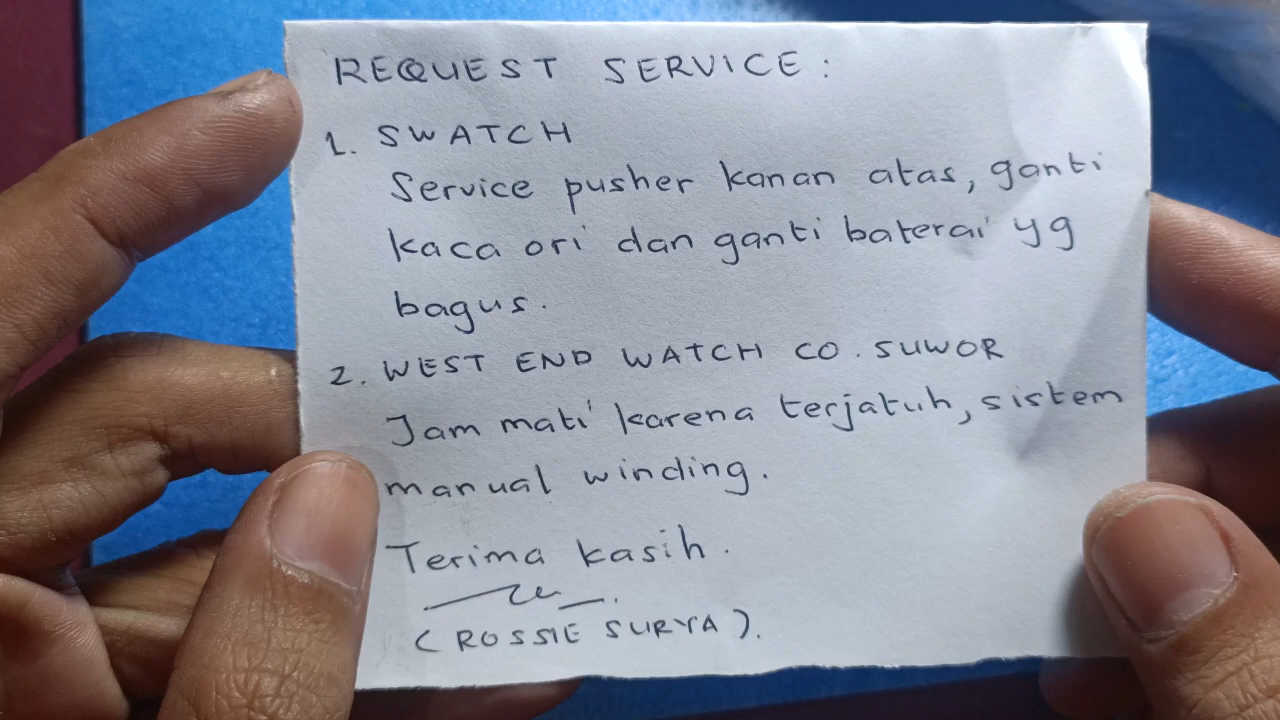 REQUEST SERVICE :
1. SWATCH
Service pusher kanan atas, ganti
kaca ori dan ganti baterai yg
bagus.
2. WEST END WATCH CO. SUWOR
Jam mati karena terjatuh, sistem
manual winding.
Terima kasih.
(ROSSIE SURYA).